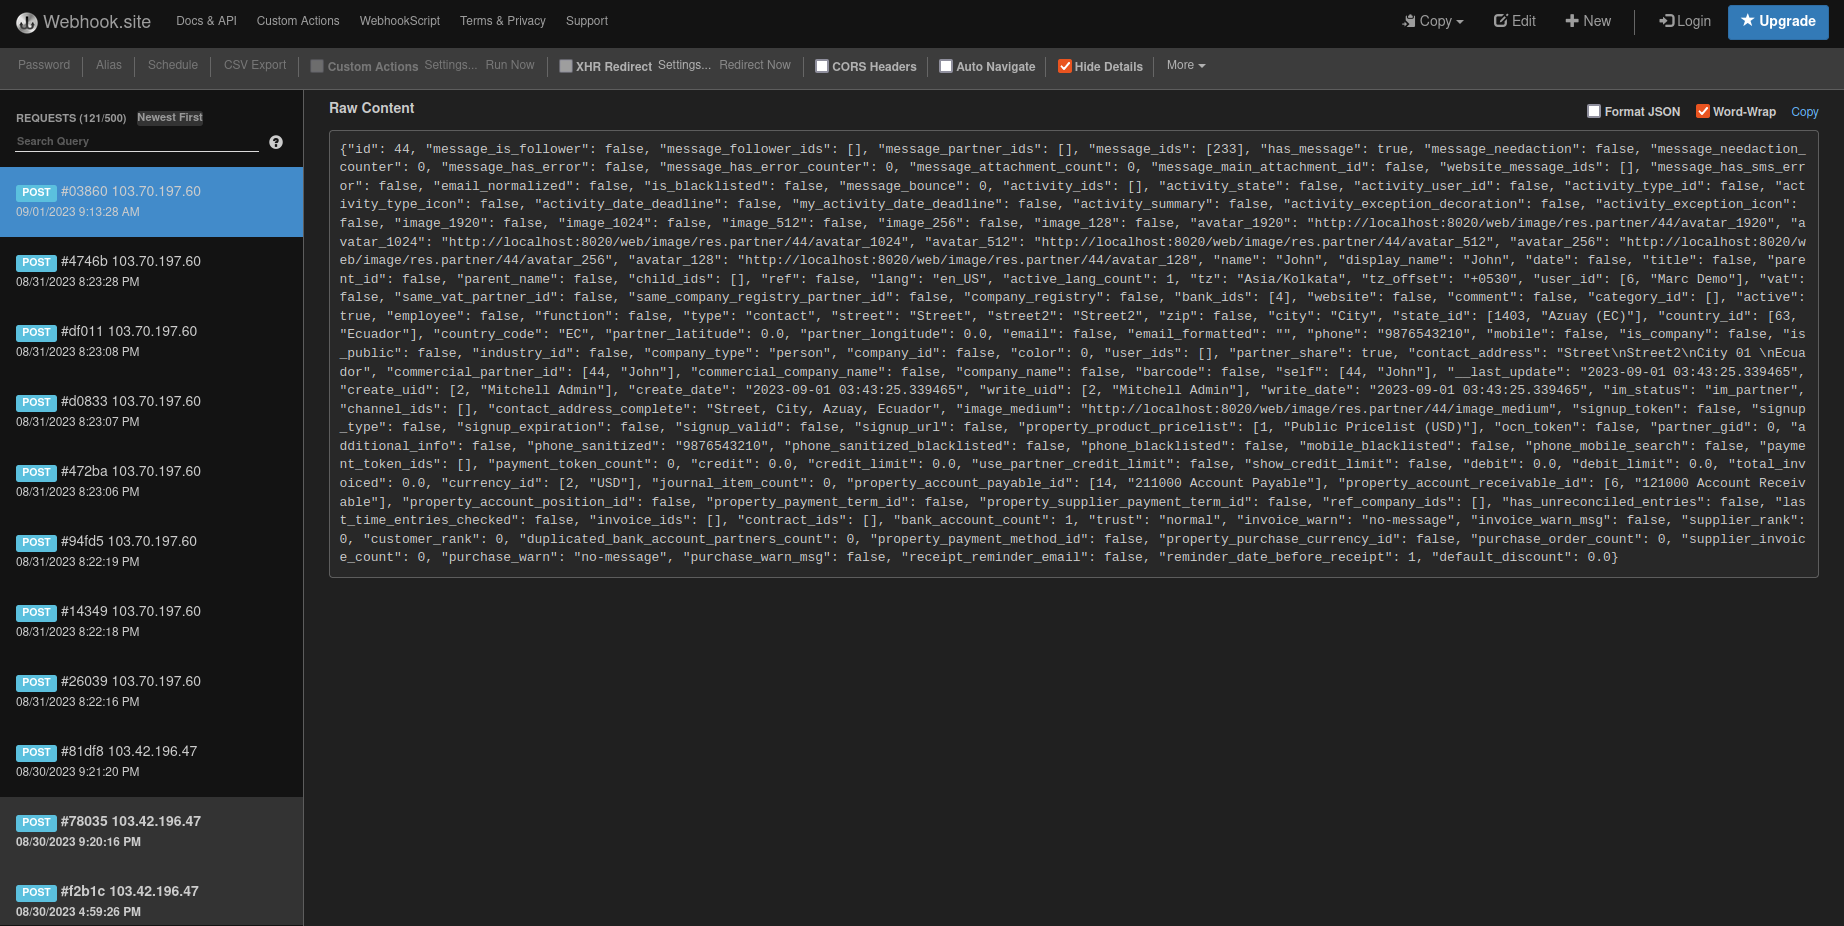 Webhook.site Docs & API Custom Actions WebhookScript Terms & Privacy Support Copy Edit New Login Upgrade
Password Alias Schedule CSV Export Custom Actions Settings... Run Now XHR Redirect Settings... Redirect Now CORS Headers Auto Navigate Hide Details More
REQUESTS (121/500) Newest First
Search Query
POST #03860 103.70.197.60
09/01/2023 9:13:28 AM
POST #4746b 103.70.197.60
08/31/2023 8:23:28 PM
POST #df011 103.70.197.60
08/31/2023 8:23:08 PM
POST #d0833 103.70.197.60
08/31/2023 8:23:07 PM
POST #472ba 103.70.197.60
08/31/2023 8:23:06 PM
POST #94fd5 103.70.197.60
08/31/2023 8:22:19 PM
POST #14349 103.70.197.60
08/31/2023 8:22:18 PM
POST #26039 103.70.197.60
08/31/2023 8:22:16 PM
POST #81df8 103.42.196.47
08/30/2023 9:21:20 PM
POST #78035 103.42.196.47
08/30/2023 9:20:16 PM
POST #f2b1c 103.42.196.47
08/30/2023 4:59:26 PM
Raw Content
Format JSON Word-Wrap Copy
{"id": 44, "message_is_follower": false, "message_follower_ids": [], "message_partner_ids": [], "message_ids": [233], "has_message": true, "message_needaction": false, "message_needaction_
counter": 0, "message_has_error": false, "message_has_error_counter": 0, "message_attachment_count": 0, "message_main_attachment_id": false, "website_message_ids": [], "message_has_sms_err
or": false, "email_normalized": false, "is_blacklisted": false, "message_bounce": 0, "activity_ids": [], "activity_state": false, "activity_user_id": false, "activity_type_id": false, "act
ivity_type_icon": false, "activity_date_deadline": false, "my_activity_date_deadline": false, "activity_summary": false, "activity_exception_decoration": false, "activity_exception_icon":
false, "image_1920": false, "image_1024": false, "image_512": false, "image_256": false, "image_128": false, "avatar_1920": "http://localhost:8020/web/image/res.partner/44/avatar_1920", "a
vatar_1024": "http://localhost:8020/web/image/res.partner/44/avatar_1024", "avatar_512": "http://localhost:8020/web/image/res.partner/44/avatar_512", "avatar_256": "http://localhost:8020/w
eb/image/res.partner/44/avatar_256", "avatar_128": "http://localhost:8020/web/image/res.partner/44/avatar_128", "name": "John", "display_name": "John", "date": false, "title": false, "pare
nt_id": false, "parent_name": false, "child_ids": [], "ref": false, "lang": "en_US", "active_lang_count": 1, "tz": "Asia/Kolkata", "tz_offset": "+0530", "user_id": [6, "Marc Demo"], "vat":
false, "same_vat_partner_id": false, "same_company_registry_partner_id": false, "company_registry": false, "bank_ids": [4], "website": false, "comment": false, "category_id": [], "active":
true, "employee": false, "function": false, "type": "contact", "street": "Street", "street2": "Street2", "zip": false, "city": "City", "state_id": [1403, "Azuay (EC)"], "country_id": [63,
"Ecuador"], "country_code": "EC", "partner_latitude": 0.0, "partner_longitude": 0.0, "email": false, "email_formatted": "", "phone": "9876543210", "mobile": false, "is_company": false, "is
_public": false, "industry_id": false, "company_type": "person", "company_id": false, "color": 0, "user_ids": [], "partner_share": true, "contact_address": "Street\nStreet2\nCity 01 \nEcua
dor", "commercial_partner_id": [44, "John"], "commercial_company_name": false, "company_name": false, "barcode": false, "self": [44, "John"], "__last_update": "2023-09-01 03:43:25.339465",
"create_uid": [2, "Mitchell Admin"], "create_date": "2023-09-01 03:43:25.339465", "write_uid": [2, "Mitchell Admin"], "write_date": "2023-09-01 03:43:25.339465", "im_status": "im_partner",
"channel_ids": [], "contact_address_complete": "Street, City, Azuay, Ecuador", "image_medium": "http://localhost:8020/web/image/res.partner/44/image_medium", "signup_token": false, "signup
_type": false, "signup_expiration": false, "signup_valid": false, "signup_url": false, "property_product_pricelist": [1, "Public Pricelist (USD)"], "ocn_token": false, "partner_gid": 0, "a
dditional_info": false, "phone_sanitized": "9876543210", "phone_sanitized_blacklisted": false, "phone_blacklisted": false, "mobile_blacklisted": false, "phone_mobile_search": false, "payme
nt_token_ids": [], "payment_token_count": 0, "credit": 0.0, "credit_limit": 0.0, "use_partner_credit_limit": false, "show_credit_limit": false, "debit": 0.0, "debit_limit": 0.0, "total_inv
oiced": 0.0, "currency_id": [2, "USD"], "journal_item_count": 0, "property_account_payable_id": [14, "211000 Account Payable"], "property_account_receivable_id": [6, "121000 Account Receiv
able"], "property_account_position_id": false, "property_payment_term_id": false, "property_supplier_payment_term_id": false, "ref_company_ids": [], "has_unreconciled_entries": false, "las
t_time_entries_checked": false, "invoice_ids": [], "contract_ids": [], "bank_account_count": 1, "trust": "normal", "invoice_warn": "no-message", "invoice_warn_msg": false, "supplier_rank":
0, "customer_rank": 0, "duplicated_bank_account_partners_count": 0, "property_payment_method_id": false, "property_purchase_currency_id": false, "purchase_order_count": 0, "supplier_invoic
e_count": 0, "purchase_warn": "no-message", "purchase_warn_msg": false, "receipt_reminder_email": false, "reminder_date_before_receipt": 1, "default_discount": 0.0}